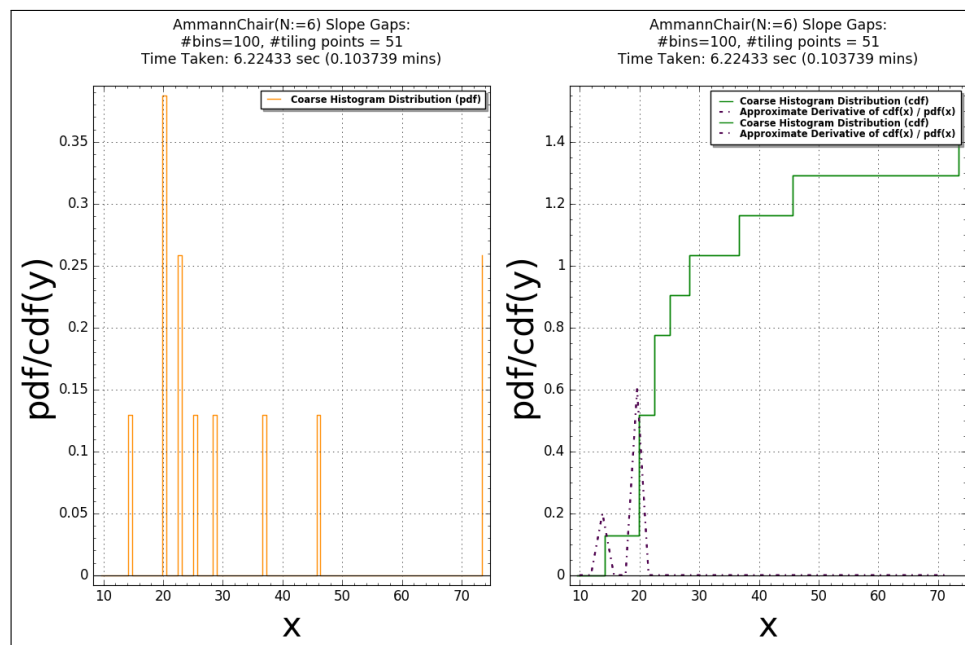 AmmannChair(N:=6) Slope Gaps:
#bins=100, #tiling points = 51
Time Taken: 6.22433 sec (0.103739 mins)
Coarse Histogram Distribution (pdf)
pdf/cdf(y)
0.35
0.3
0.25
0.2
0.15
0.1
0.05
0
10 20 30 40 50 60 70
x
AmmannChair(N:=6) Slope Gaps:
#bins=100, #tiling points = 51
Time Taken: 6.22433 sec (0.103739 mins)
Coarse Histogram Distribution (cdf)
Approximate Derivative of cdf(x) / pdf(x)
Coarse Histogram Distribution (cdf)
Approximate Derivative of cdf(x) / pdf(x)
pdf/cdf(y)
1.4
1.2
1
0.8
0.6
0.4
0.2
0
10 20 30 40 50 60 70
x